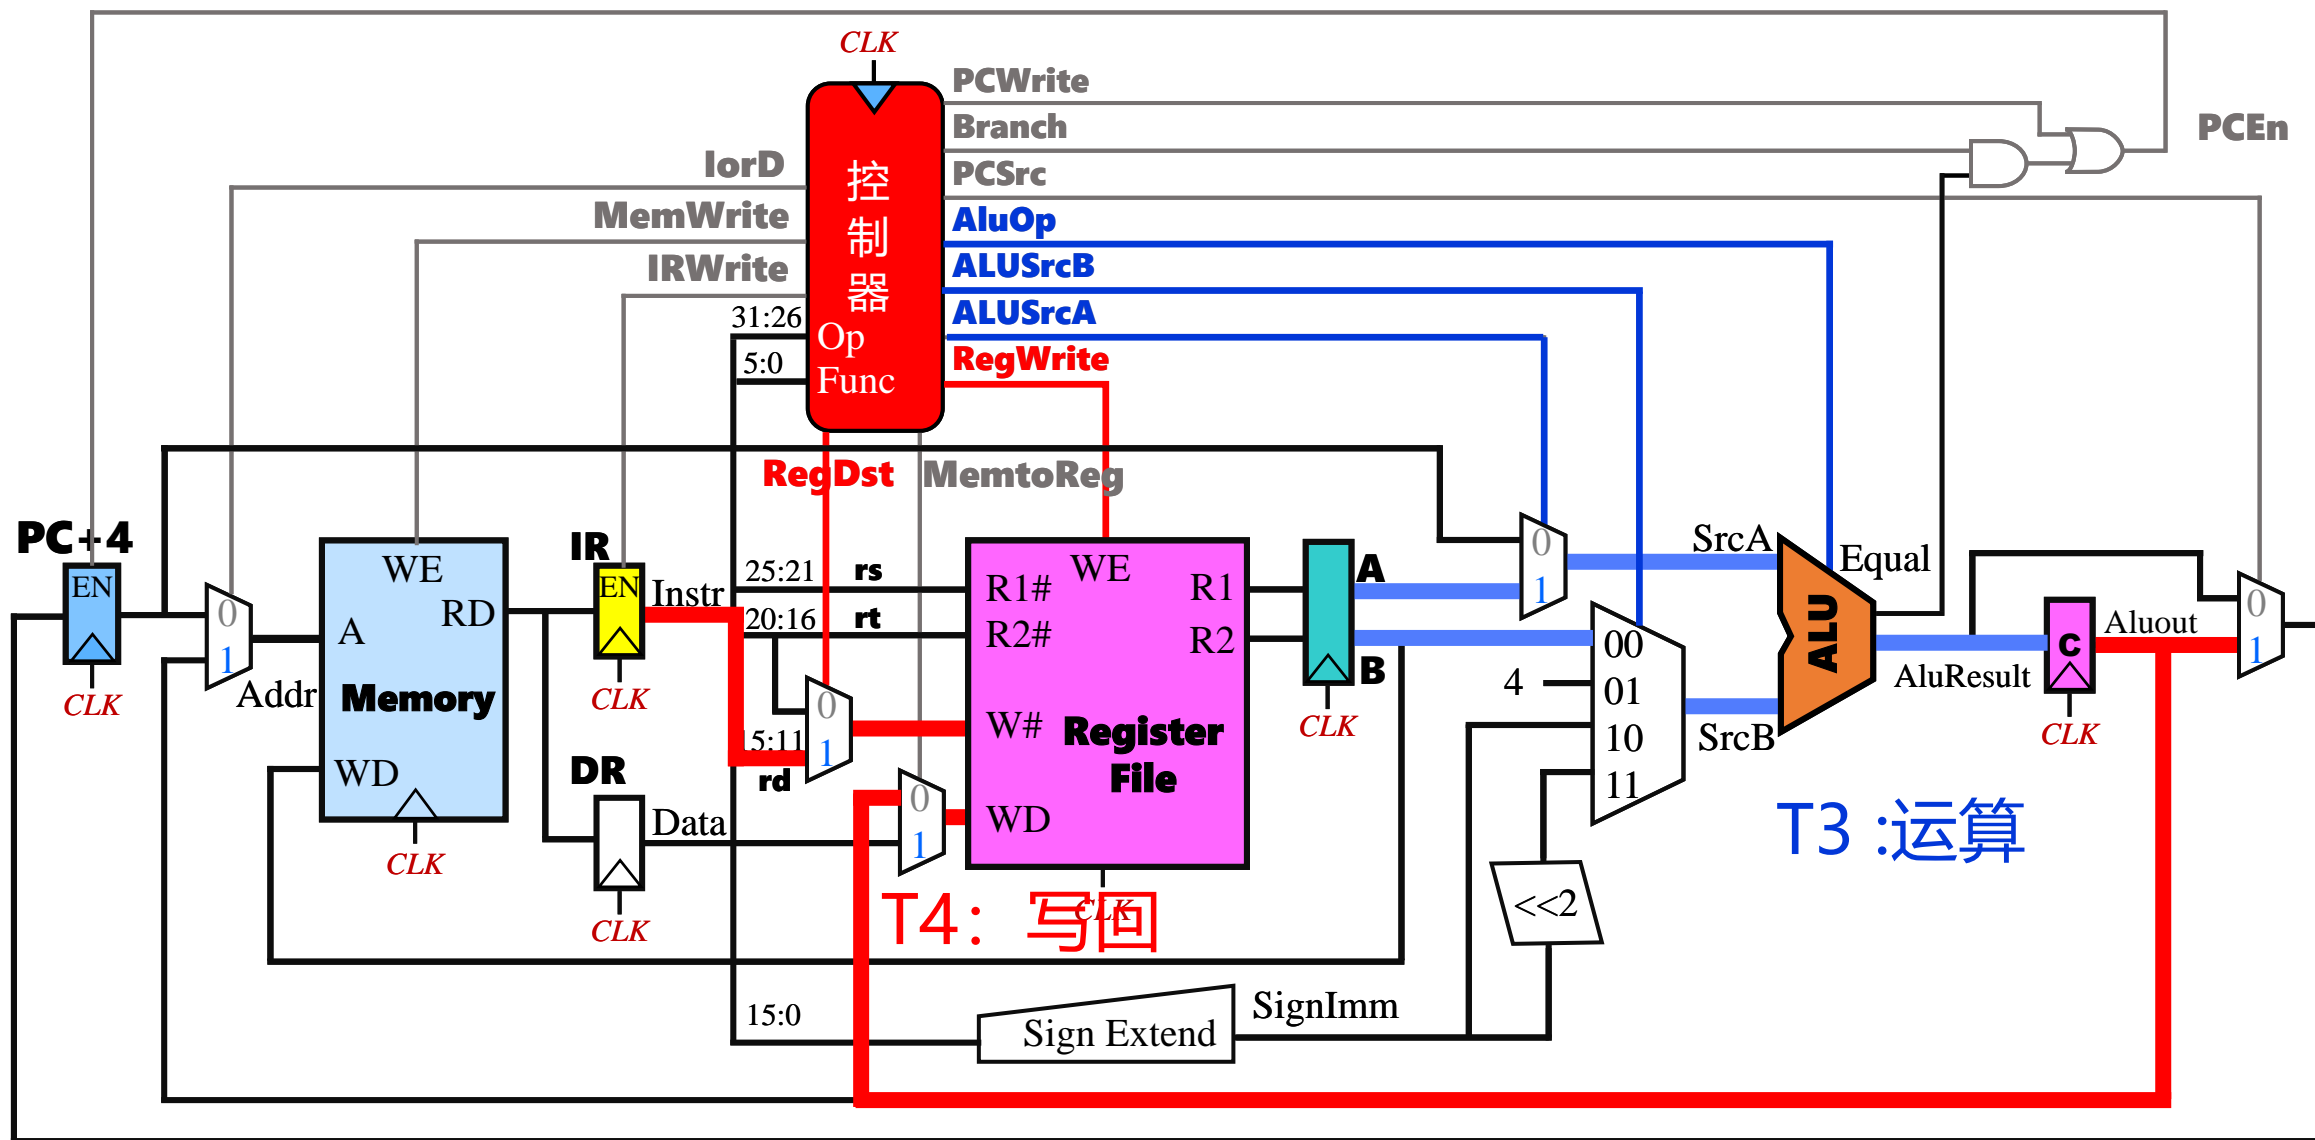 CLK
PCWrite
Branch
PCEn
IorD
控制器
PCSrc
MemWrite
AluOp
IRWrite
ALUSrcB
31:26
Op
ALUSrcA
5:0
Func
RegWrite
RegDst
MemtoReg
PC+4
EN
CLK
0
1
Addr
WE
A
RD
Memory
WD
CLK
IR
EN
Instr
CLK
DR
Data
CLK
25:21
rs
20:16
rt
0
1
5:11
rd
0
1
R1#
WE
R1
R2#
R2
W#
Register
File
WD
CLK
T4：写回
A
B
CLK
0
1
4
00
01
10
11
<<2
SrcA
SrcB
ALU
Equal
AluResult
C
CLK
Aluout
0
1
T3 :运算
15:0
Sign Extend
SignImm